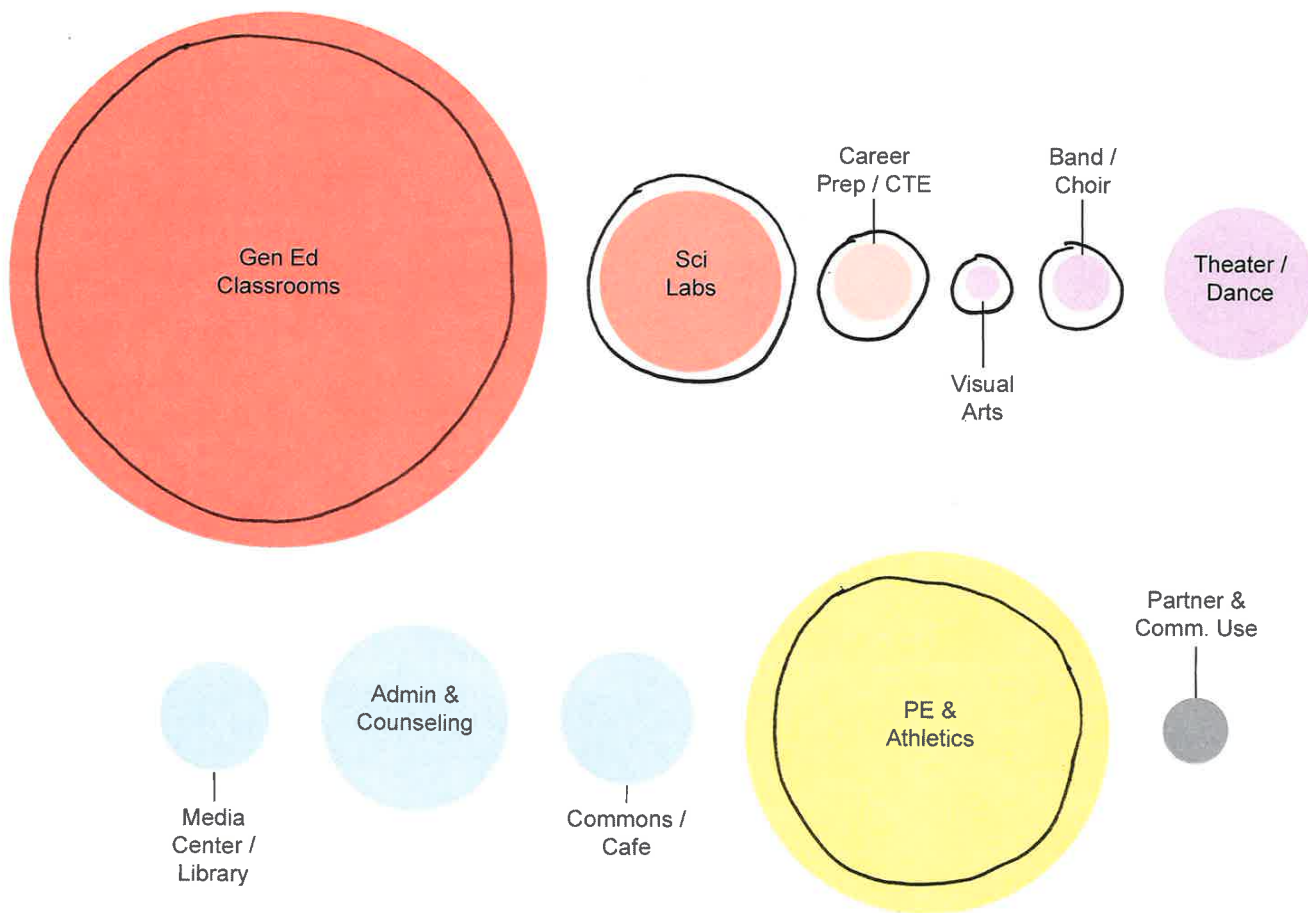 Career
Prep / CTE
Band /
Choir
Gen Ed
Classrooms
Sci
Labs
Theater /
Dance
Visual
Arts
Partner &
Comm. Use
Admin &
Counseling
PE &
Athletics
Media
Center /
Library
Commons /
Cafe